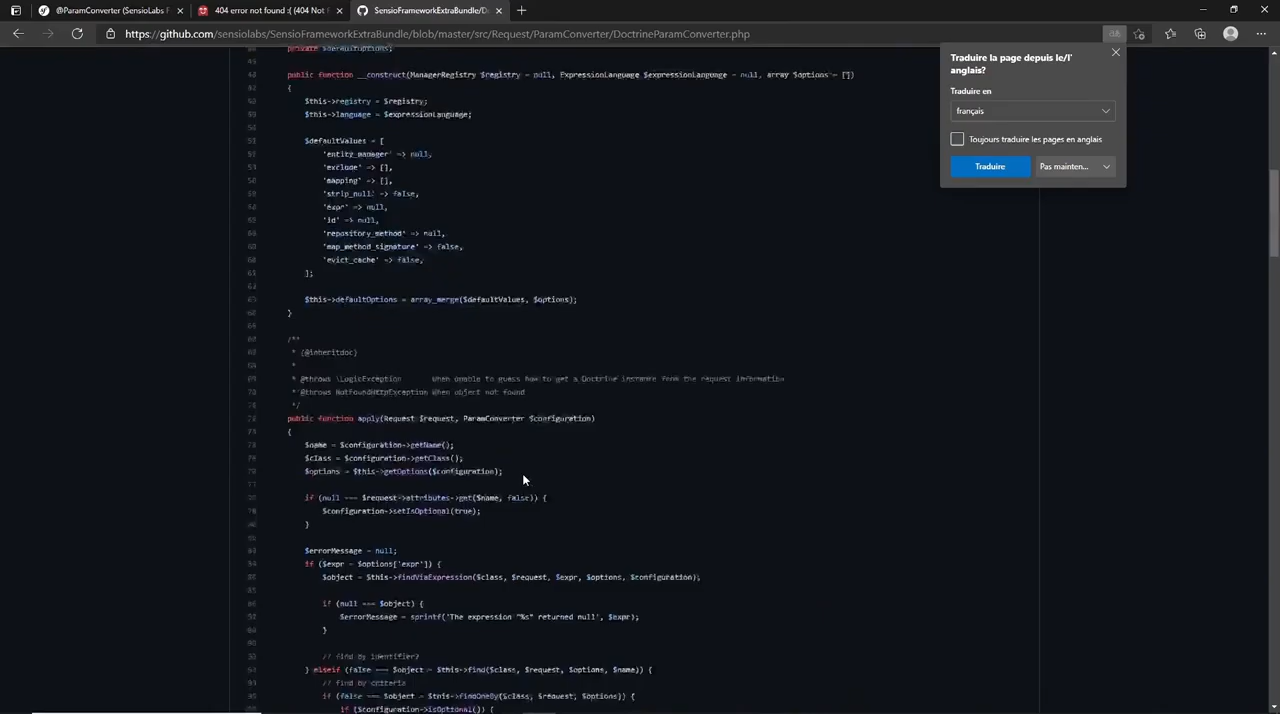 @ParamConverter (SensioLabs F
404 error not found :( (404 Not F
SensioFrameworkExtraBundle/Do
https://github.com/sensiolabs/SensioFrameworkExtraBundle/blob/master/src/Request/ParamConverter/DoctrineParamConverter.php
Traduire la page depuis le/l'
anglais?
Traduire en
français
Toujours traduire les pages en anglais
Traduire
Pas mainten...
private $defaultOptions;
public function __construct(ManagerRegistry $registry = null, ExpressionLanguage $expressionLanguage = null, array $options = [])
{
$this->registry = $registry;
$this->language = $expressionLanguage;
$defaultValues = [
'entity_manager' => null,
'exclude' => [],
'mapping' => [],
'strip_null' => false,
'expr' => null,
'id' => null,
'repository_method' => null,
'map_method_signature' => false,
'evict_cache' => false,
];
$this->defaultOptions = array_merge($defaultValues, $options);
}
/**
* {@inheritdoc}
*
* @throws \LogicException When unable to guess how to get a Doctrine instance from the request information
* @throws NotFoundHttpException When object not found
*/
public function apply(Request $request, ParamConverter $configuration)
{
$name = $configuration->getName();
$class = $configuration->getClass();
$options = $this->getOptions($configuration);
if (null === $request->attributes->get($name, false)) {
$configuration->setIsOptional(true);
}
$errorMessage = null;
if ($expr = $options['expr']) {
$object = $this->findViaExpression($class, $request, $expr, $options, $configuration);
if (null === $object) {
$errorMessage = sprintf('The expression "%s" returned null', $expr);
}
// find by identifier?
} elseif (false === $object = $this->find($class, $request, $options, $name)) {
// find by criteria
if (false === $object = $this->findOneBy($class, $request, $options)) {
if ($configuration->isOptional()) {